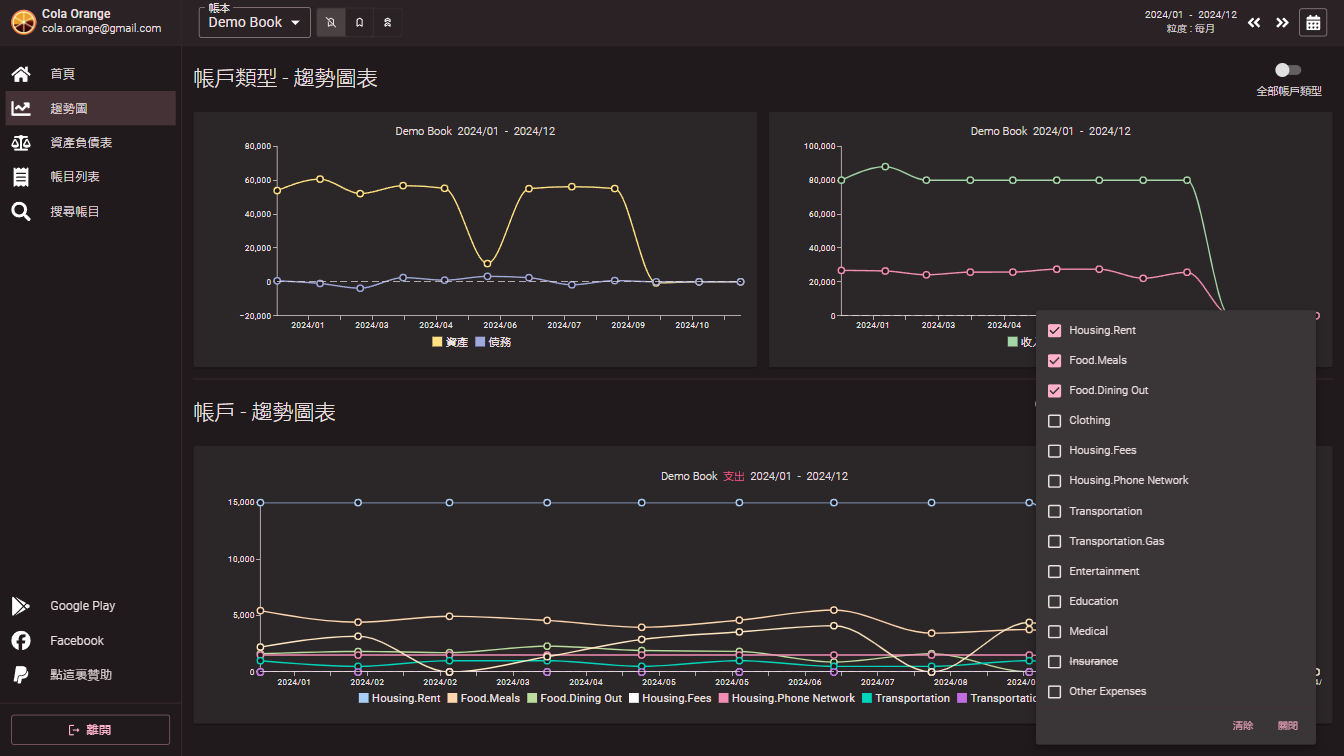 Cola Orange
cola.orange@gmail.com
帳本
Demo Book
2024/01 - 2024/12
粒度 : 每月
首頁
趨勢圖
資產負債表
帳目列表
搜尋帳目
Google Play
Facebook
點這裏贊助
離開
帳戶類型 - 趨勢圖表
全部帳戶類型
Demo Book 2024/01 - 2024/12
80,000
60,000
40,000
20,000
0
-20,000
2024/01 2024/03 2024/04 2024/06 2024/07 2024/09 2024/10
資產 債務
Demo Book 2024/01 - 2024/12
100,000
80,000
60,000
40,000
20,000
0
2024/01 2024/03 2024/04
收入
帳戶 - 趨勢圖表
Demo Book 支出 2024/01 - 2024/12
15,000
10,000
5,000
0
2024/01 2024/02 2024/02 2024/03 2024/04 2024/05 2024/05 2024/06 2024/07 2024/08 2024/0
Housing.Rent Food.Meals Food.Dining Out Housing.Fees Housing.Phone Network Transportation Transportatio
Housing.Rent
Food.Meals
Food.Dining Out
Clothing
Housing.Fees
Housing.Phone Network
Transportation
Transportation.Gas
Entertainment
Education
Medical
Insurance
Other Expenses
清除 關閉